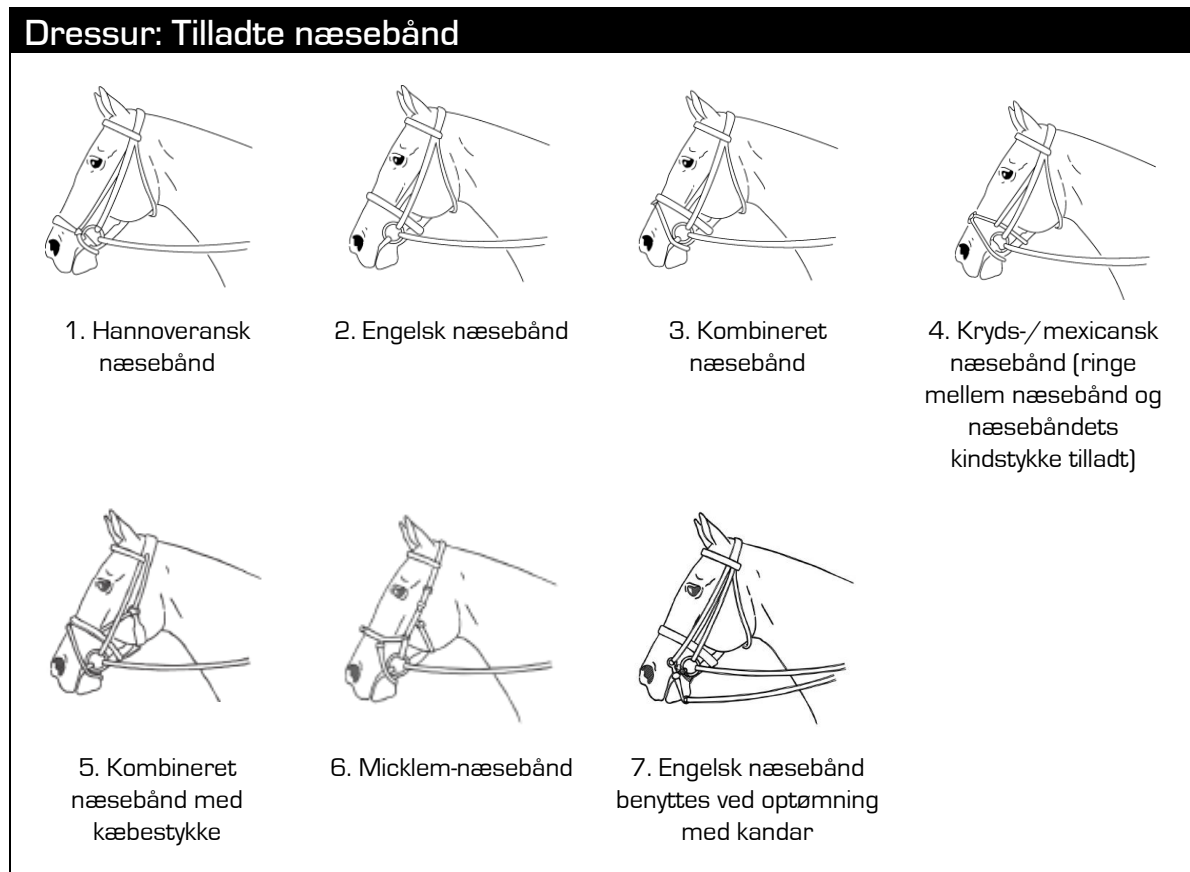 Dressur: Tilladte næsebånd
1. Hannoveransk
næsebånd
2. Engelsk næsebånd
3. Kombineret
næsebånd
4. Kryds-/mexicansk
næsebånd (ringe
mellem næsebånd og
næsebåndets
kindstykke tilladt)
5. Kombineret
næsebånd med
kæbestykke
6. Micklem-næsebånd
7. Engelsk næsebånd
benyttes ved optømning
med kandar